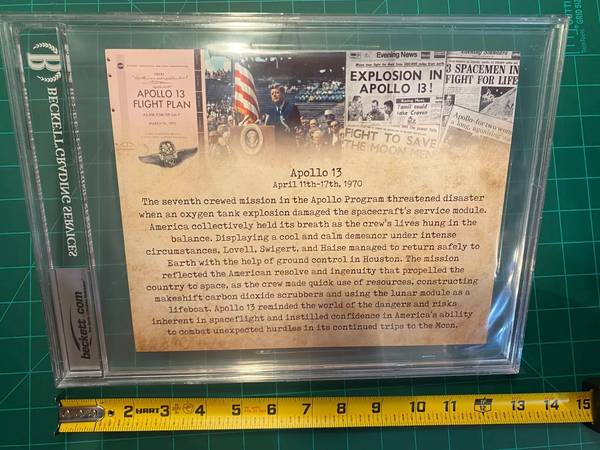 BECKETT GRADING SERVICES
beckett.com
APOLLO 13
FLIGHT PLAN
Evening News
EXPLOSION IN
APOLLO 13!
FIGHT TO SAVE
THE MOON MEN
3 SPACEMEN IN
FIGHT FOR LIFE
Apollo 13
April 11th-17th, 1970
The seventh crewed mission in the Apollo Program threatened disaster
when an oxygen tank explosion damaged the spacecraft's service module.
America collectively held its breath as the crew's lives hung in the
balance. Displaying a cool and calm demeanor under intense
circumstances, Lovell, Swigert, and Haise managed to return safely to
Earth with the help of ground control in Houston. The mission
reflected the American resolve and ingenuity that propelled the
country to space, as the crew made quick use of resources, constructing
makeshift carbon dioxide scrubbers and using the lunar module as a
lifeboat. Apollo 13 reminded the world of the dangers and risks
inherent in spaceflight and instilled confidence in America's ability
to combat unexpected hurdles in its continued trips to the Moon.
2 HART 3 4 5 6 7 8 9 10 11 12 13 14 15